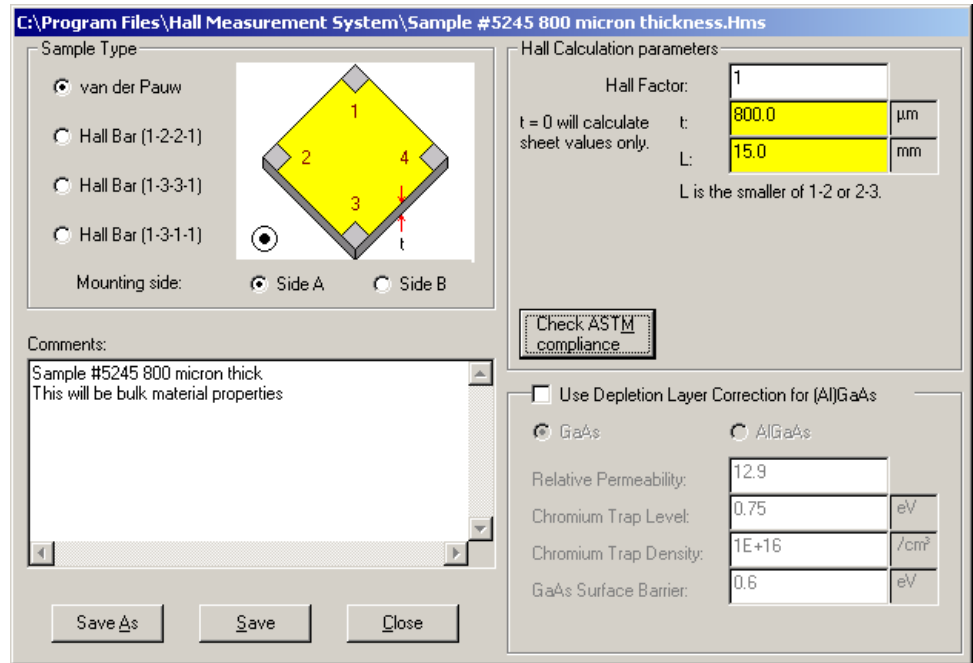 C:\Program Files\Hall Measurement System\Sample #5245 800 micron thickness.Hms
Sample Type
van der Pauw
Hall Bar (1-2-2-1)
Hall Bar (1-3-3-1)
Hall Bar (1-3-1-1)
1
2
4
3
t
Mounting side:
Side A
Side B
Comments:
Sample #5245 800 micron thick
This will be bulk material properties
Save As
Save
Close
Hall Calculation parameters
Hall Factor:
1
t = 0 will calculate
sheet values only.
t:
800.0
µm
L:
15.0
mm
L is the smaller of 1-2 or 2-3.
Check ASTM
compliance
Use Depletion Layer Correction for (Al)GaAs
GaAs
AlGaAs
Relative Permeability:
12.9
Chromium Trap Level:
0.75
eV
Chromium Trap Density:
1E+16
/cm³
GaAs Surface Barrier:
0.6
eV